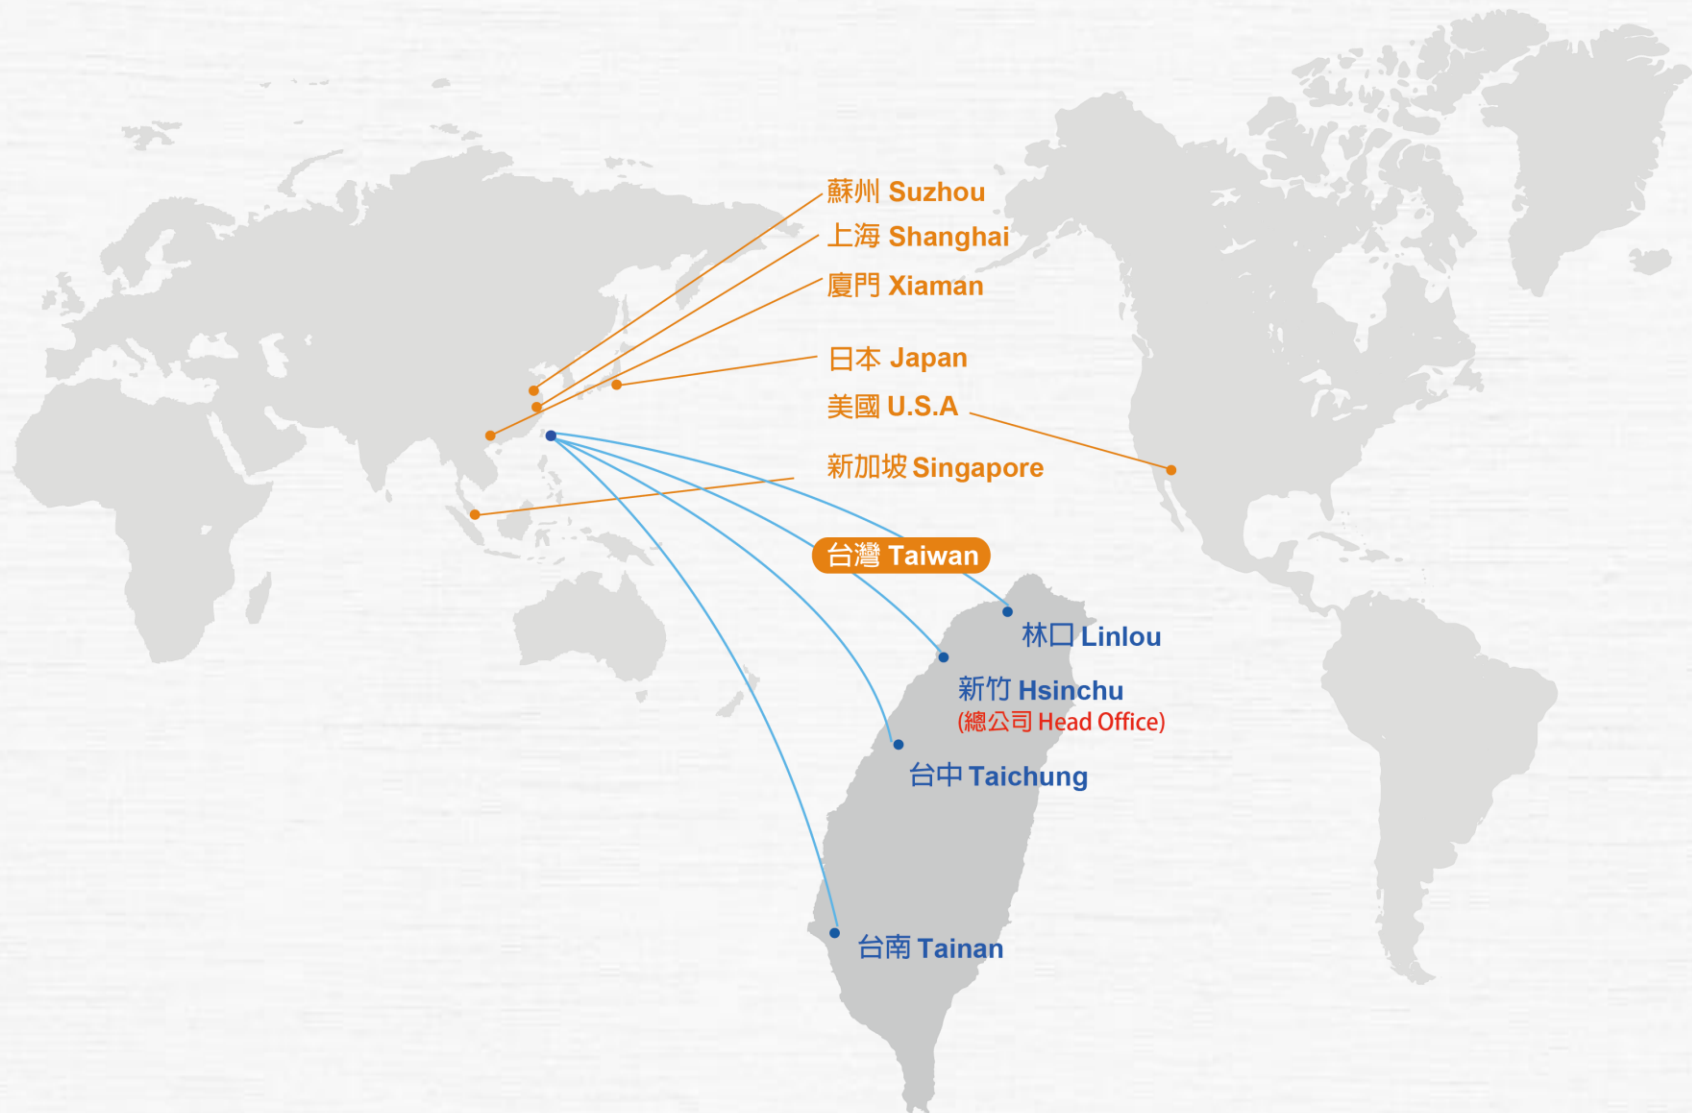 蘇州 Suzhou
上海 Shanghai
廈門 Xiaman
日本 Japan
美國 U.S.A
新加坡 Singapore
台灣 Taiwan
林口 Linlou
新竹 Hsinchu
(總公司 Head Office)
台中 Taichung
台南 Tainan